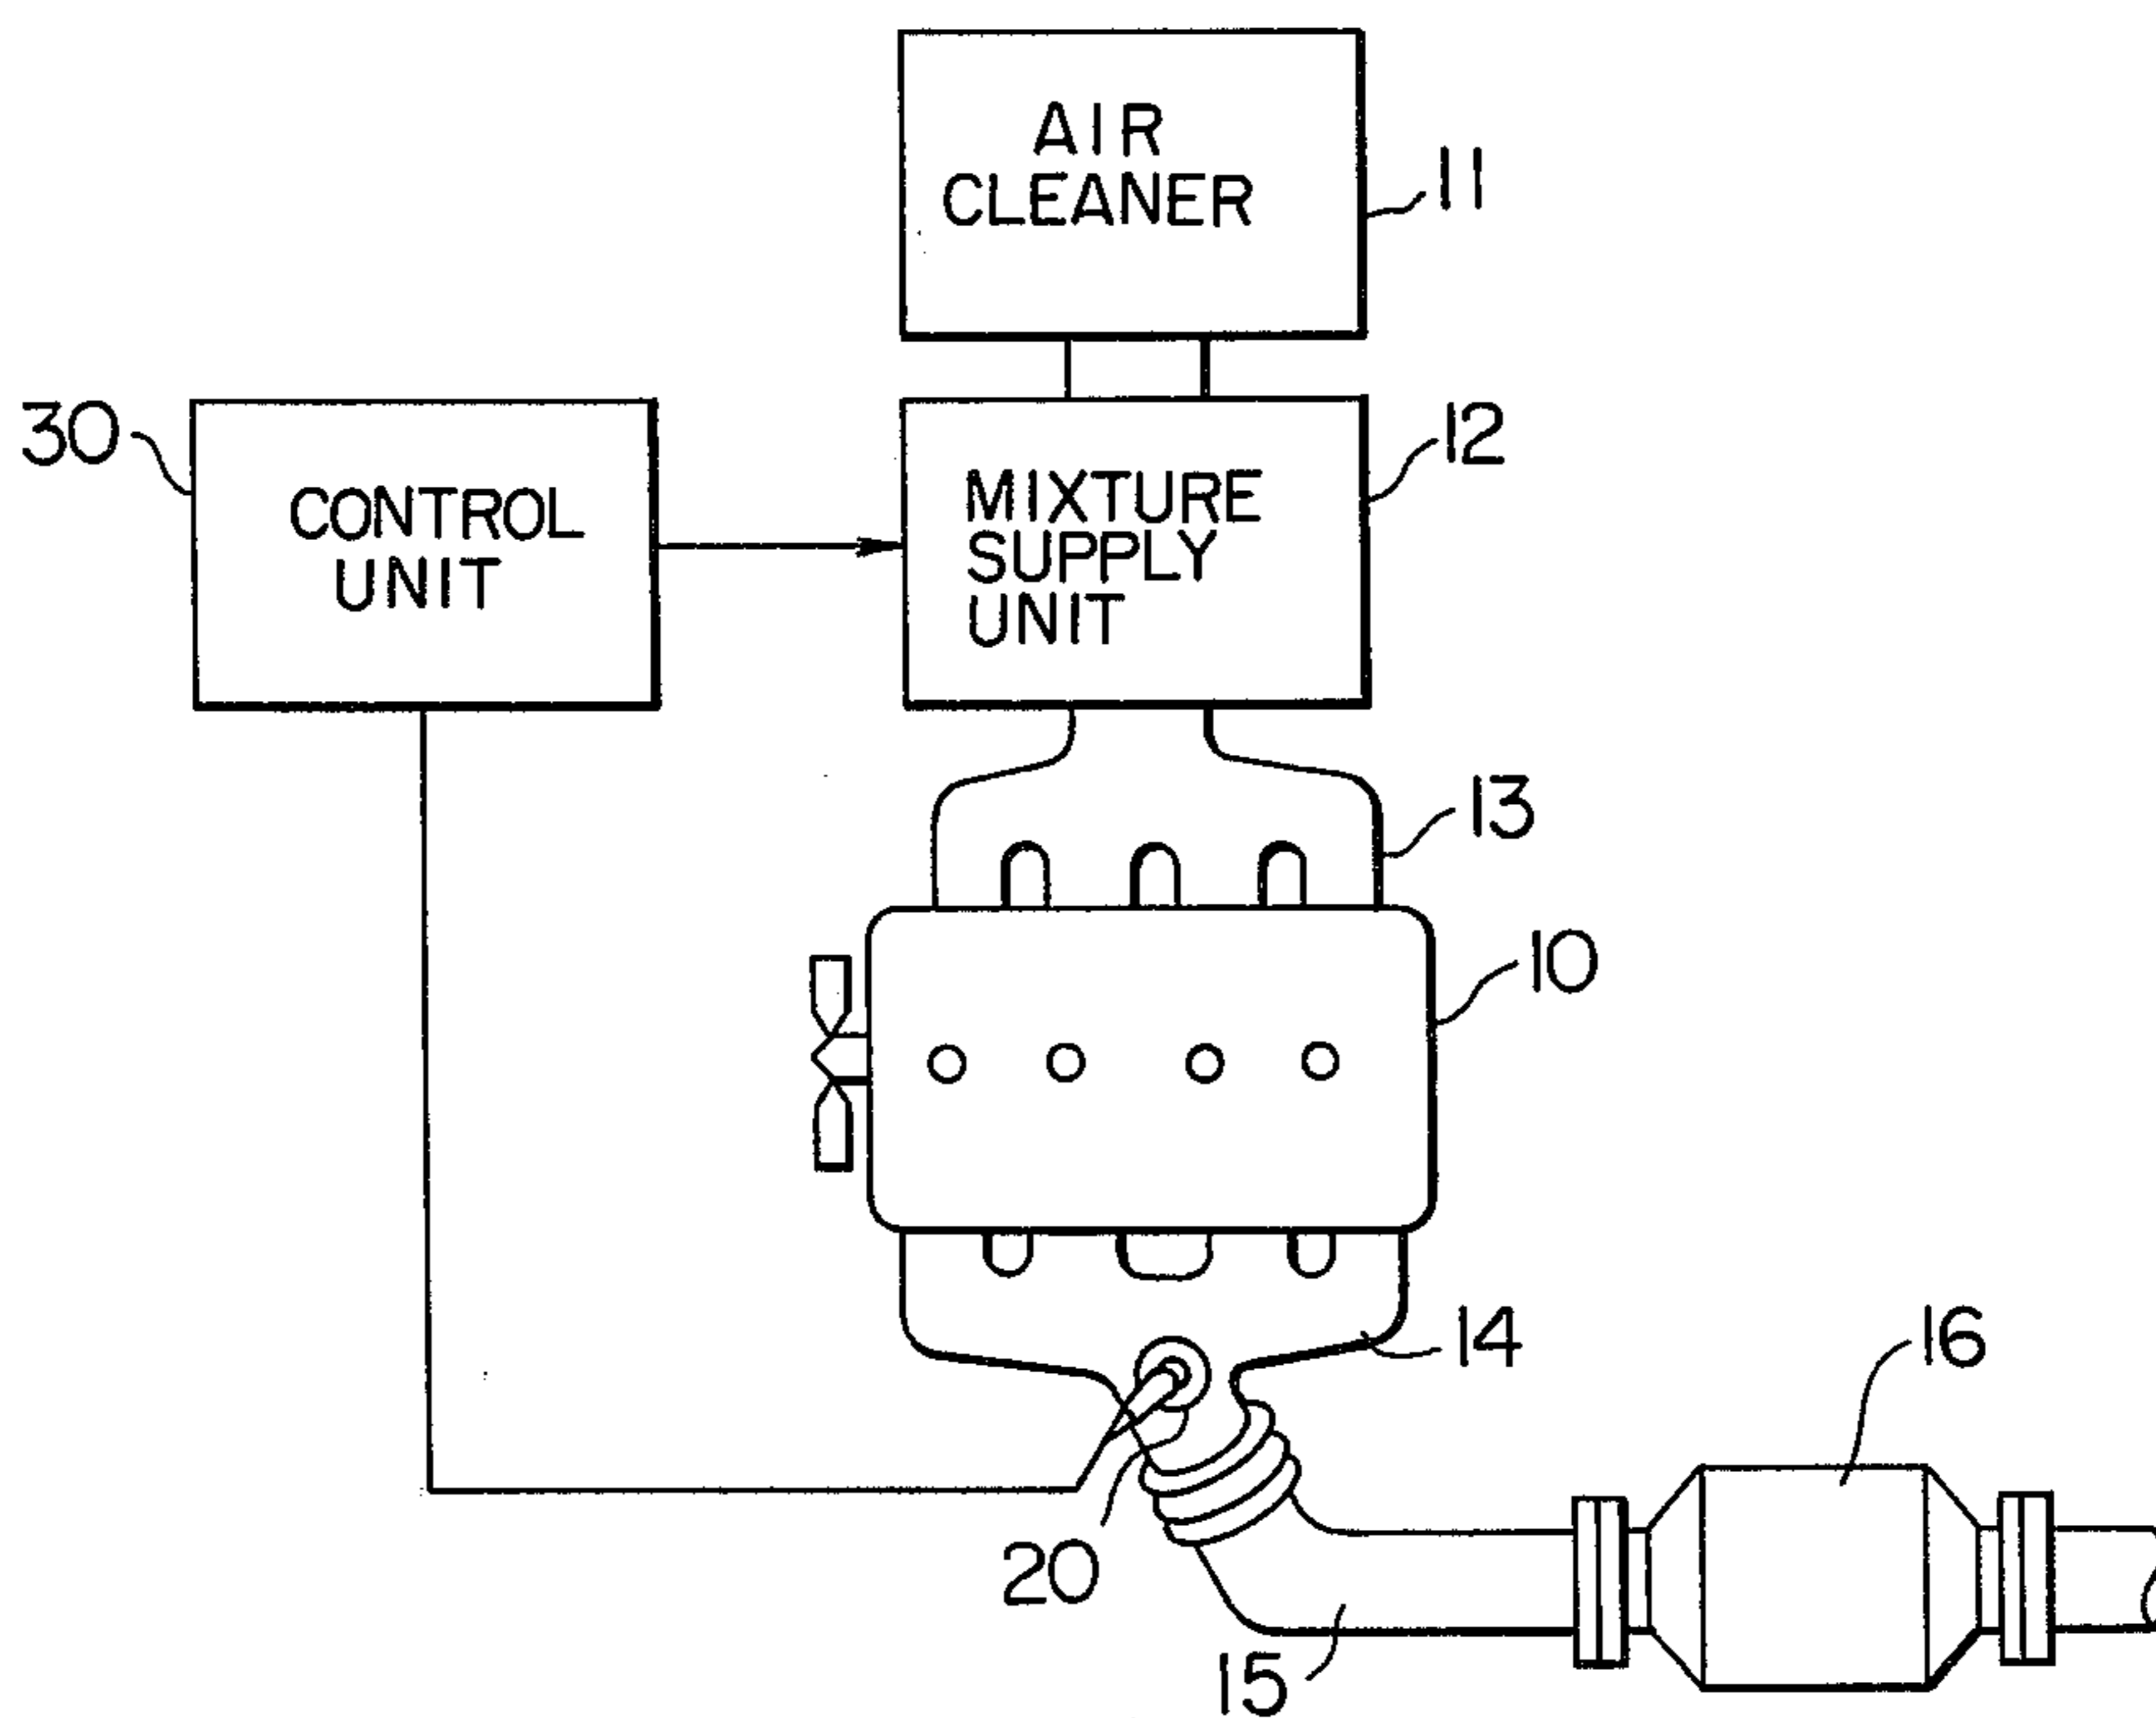 AIR
CLEANER
11
30
CONTROL
UNIT
MIXTURE
SUPPLY
UNIT
12
13
10
14
16
20
15